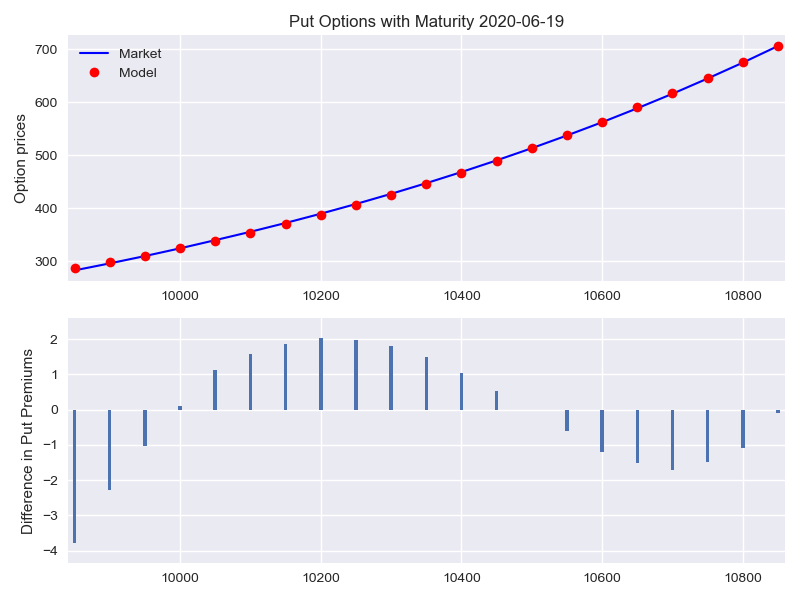 Put Options with Maturity 2020-06-19
Option prices
700
600
500
400
300
Market
Model
10000 10200 10400 10600 10800
Difference in Put Premiums
2
1
0
−1
−2
−3
−4
10000 10200 10400 10600 10800